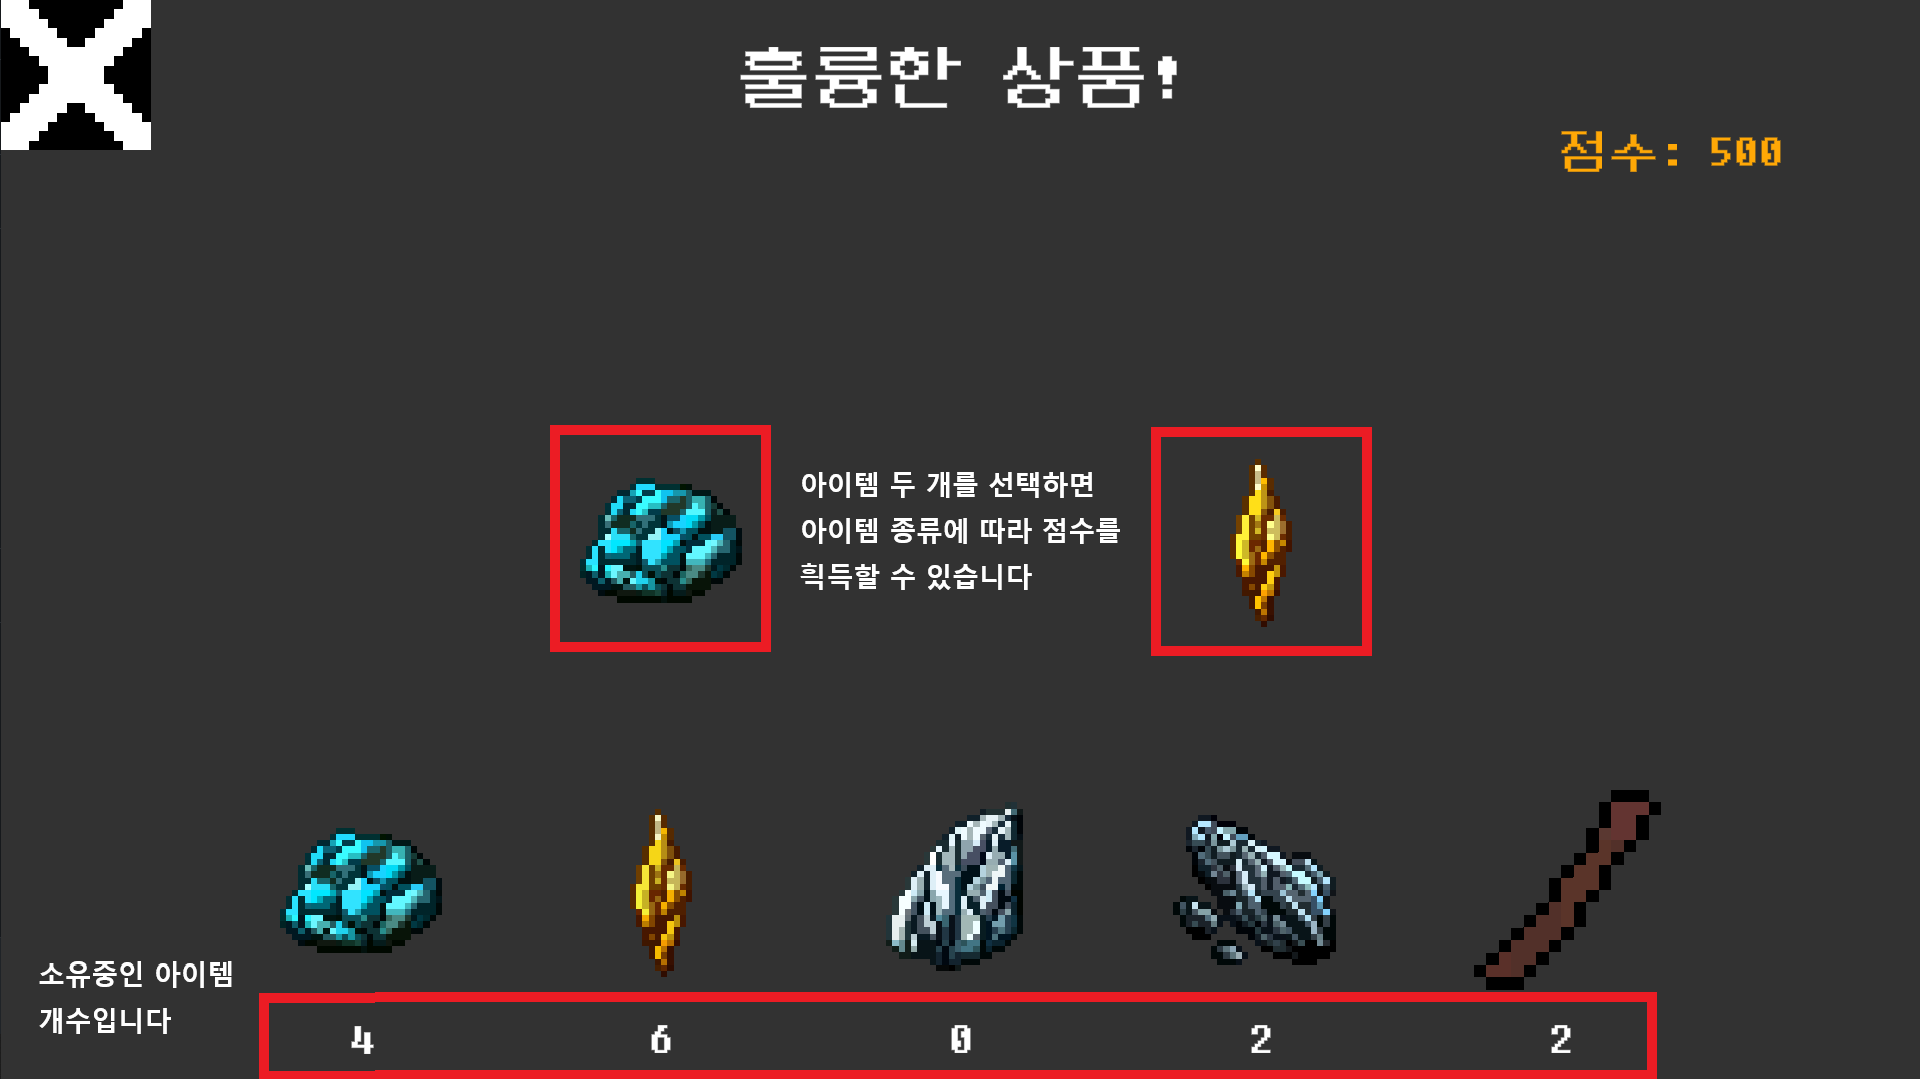 훌륭한 상품!
점수: 500
아이템 두 개를 선택하면
아이템 종류에 따라 점수를
흭득할 수 있습니다
소유중인 아이템
개수입니다
4 6 0 2 2